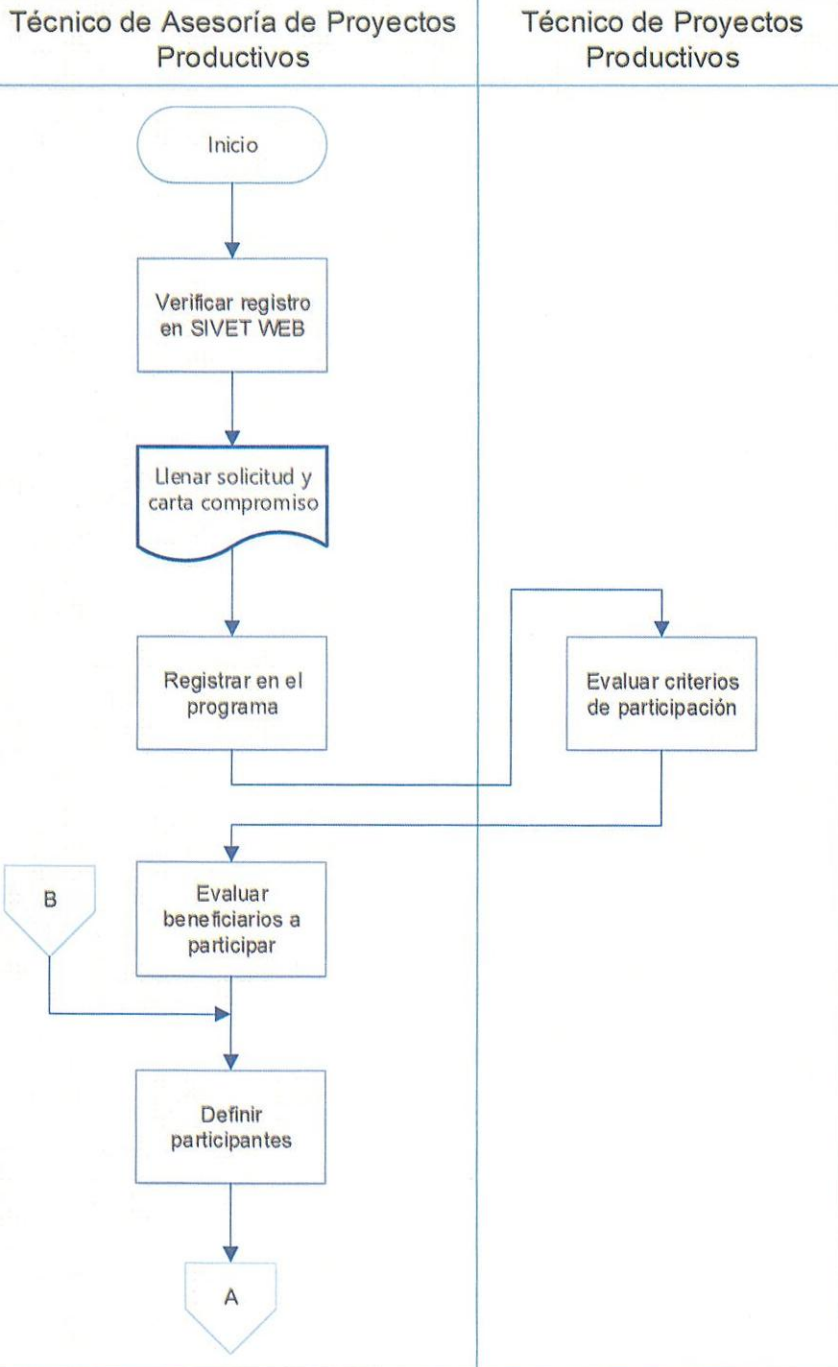 Técnico de Asesoría de Proyectos
Productivos
Técnico de Proyectos
Productivos
Inicio
Verificar registro
en SIVET WEB
Llenar solicitud y
carta compromiso
Registrar en el
programa
Evaluar criterios
de participación
Evaluar
beneficiarios a
participar
B
Definir
participantes
A